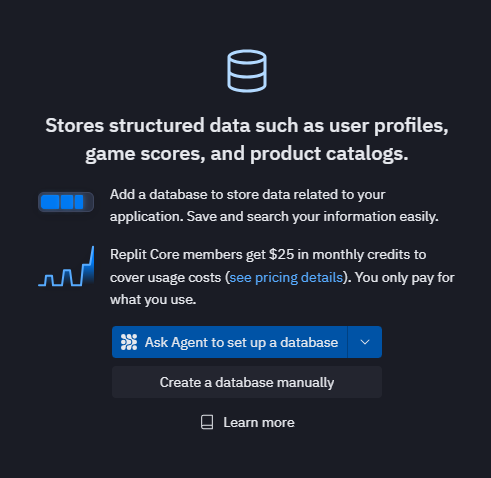 Stores structured data such as user profiles,
game scores, and product catalogs.
Add a database to store data related to your
application. Save and search your information easily.
Replit Core members get $25 in monthly credits to
cover usage costs (see pricing details). You only pay for
what you use.
Ask Agent to set up a database
Create a database manually
Learn more